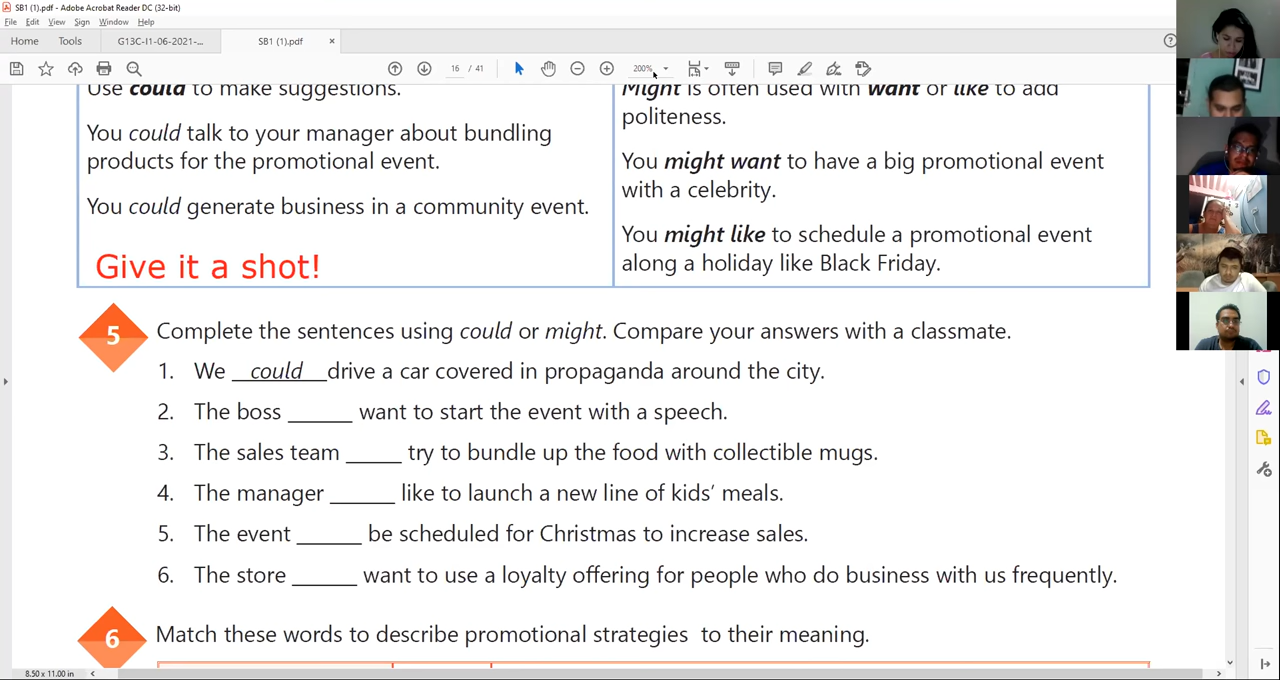 SB1 (1).pdf - Adobe Acrobat Reader DC (32-bit)
File Edit View Sign Window Help
Home Tools G13C-I1-06-2021-... SB1 (1).pdf ×
16 / 41 200%
Use could to make suggestions.
You could talk to your manager about bundling
products for the promotional event.
You could generate business in a community event.
Give it a shot!
Might is often used with want or like to add
politeness.
You might want to have a big promotional event
with a celebrity.
You might like to schedule a promotional event
along a holiday like Black Friday.
5 Complete the sentences using could or might. Compare your answers with a classmate.
1. We __could__drive a car covered in propaganda around the city.
2. The boss ______ want to start the event with a speech.
3. The sales team _____ try to bundle up the food with collectible mugs.
4. The manager ______ like to launch a new line of kids' meals.
5. The event ______ be scheduled for Christmas to increase sales.
6. The store ______ want to use a loyalty offering for people who do business with us frequently.
6 Match these words to describe promotional strategies to their meaning.
8.50 x 11.00 in